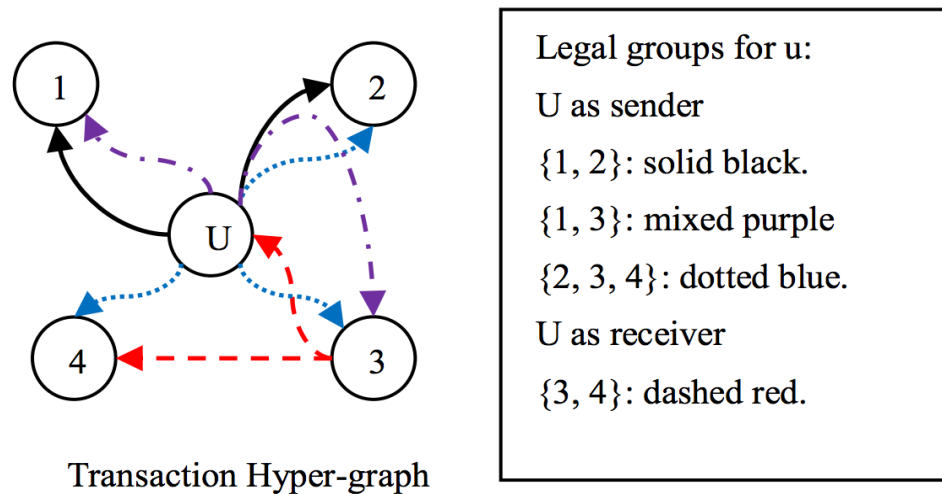 1
2
U
4
3
Transaction Hyper-graph
Legal groups for u:
U as sender
{1, 2}: solid black.
{1, 3}: mixed purple
{2, 3, 4}: dotted blue.
U as receiver
{3, 4}: dashed red.